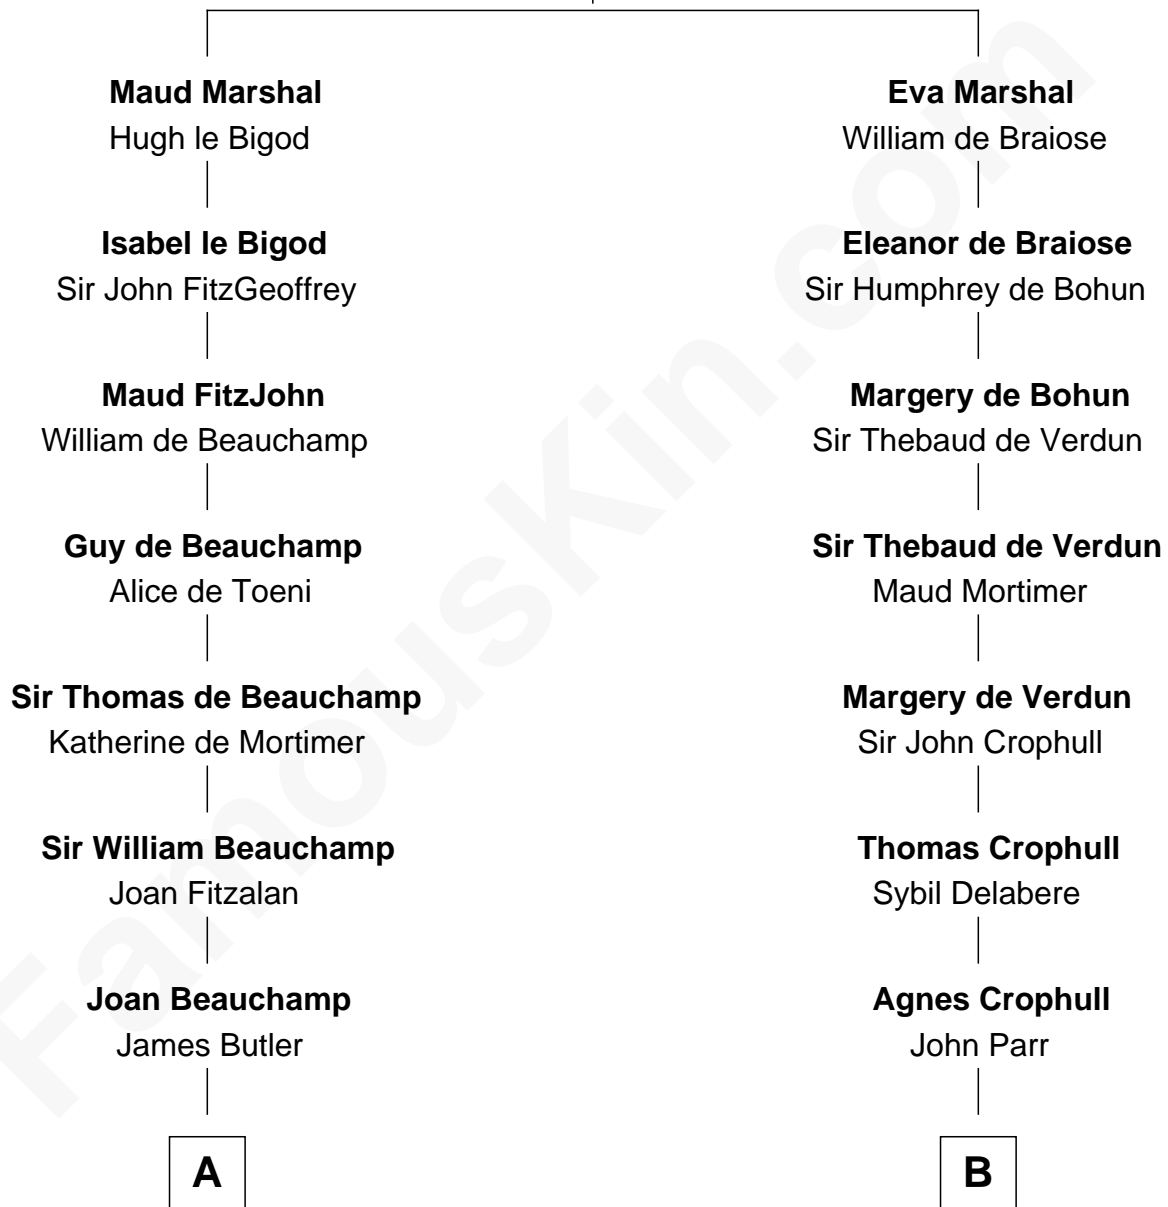 Maud Marshal
Hugh le Bigod
Isabel le Bigod
Sir John FitzGeoffrey
Maud FitzJohn
William de Beauchamp
Guy de Beauchamp
Alice de Toeni
Sir Thomas de Beauchamp
Katherine de Mortimer
Sir William Beauchamp
Joan Fitzalan
Joan Beauchamp
James Butler
A
Eva Marshal
William de Braiose
Eleanor de Braiose
Sir Humphrey de Bohun
Margery de Bohun
Sir Thebaud de Verdun
Sir Thebaud de Verdun
Maud Mortimer
Margery de Verdun
Sir John Crophull
Thomas Crophull
Sybil Delabere
Agnes Crophull
John Parr
B
FamousKin.com